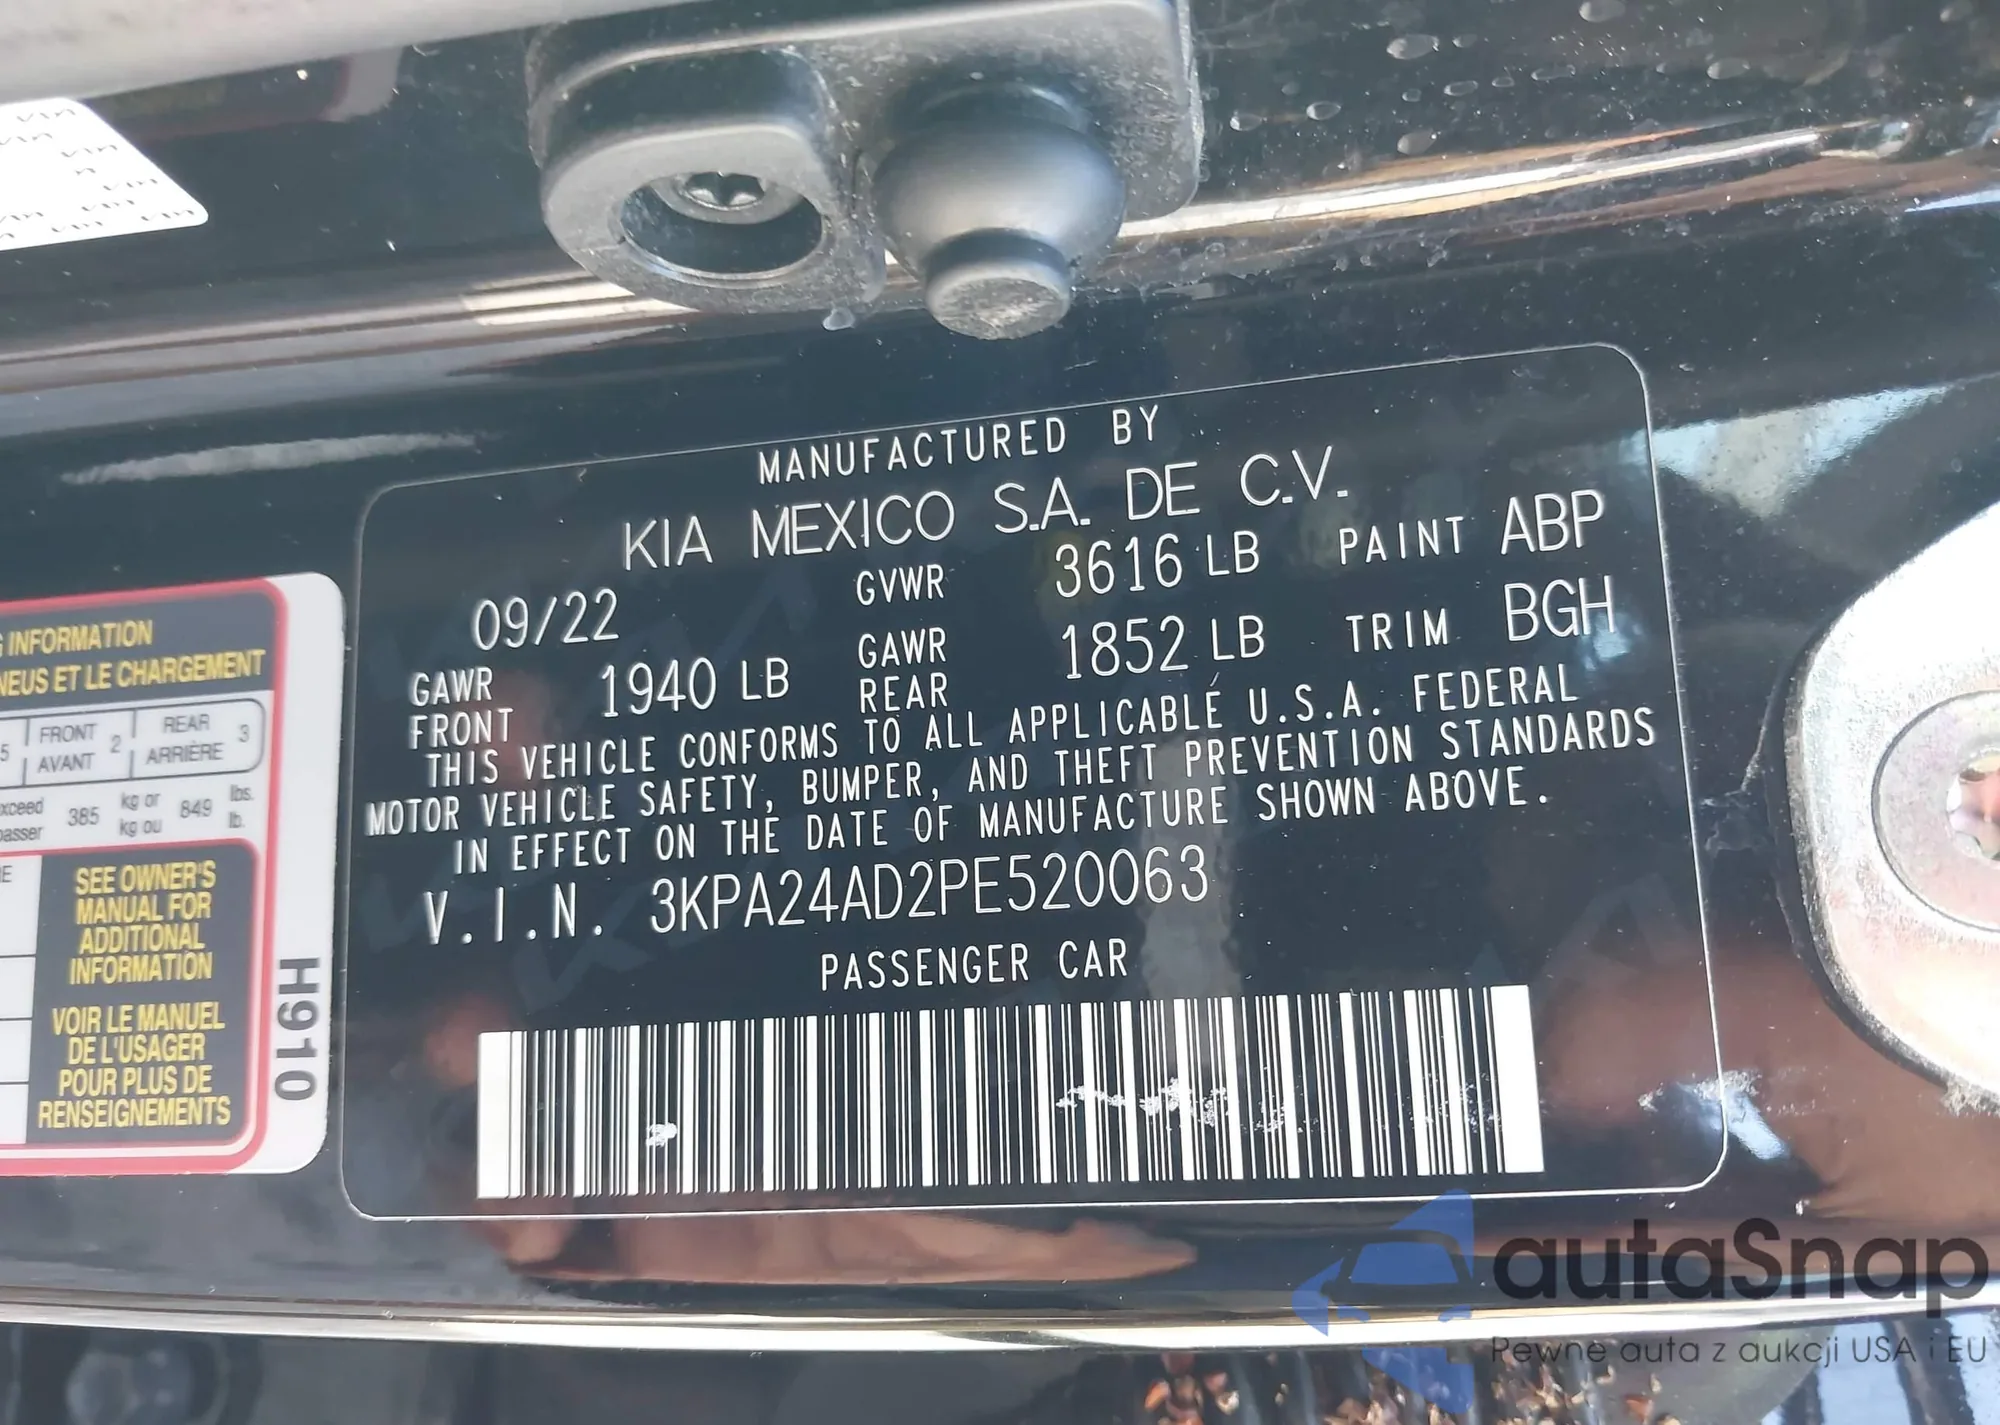 MANUFACTURED BY
KIA MEXICO S.A. DE C.V.
09/22 GVWR 3616 LB PAINT ABP
GAWR FRONT 1940 LB GAWR REAR 1852 LB TRIM BGH
THIS VEHICLE CONFORMS TO ALL APPLICABLE U.S.A. FEDERAL
MOTOR VEHICLE SAFETY, BUMPER, AND THEFT PREVENTION STANDARDS
IN EFFECT ON THE DATE OF MANUFACTURE SHOWN ABOVE.
V.I.N. 3KPA24AD2PE520063
PASSENGER CAR
INFORMATION
ET LE CHARGEMENT
5 FRONT AVANT 2 REAR ARRIÈRE 3
385 kg or kg ou 849 lbs. lb.
SEE OWNER'S
MANUAL FOR
ADDITIONAL
INFORMATION
VOIR LE MANUEL
DE L'USAGER
POUR PLUS DE
RENSEIGNEMENTS
H910
autaSnap
Pewne auta z aukcji USA i EU